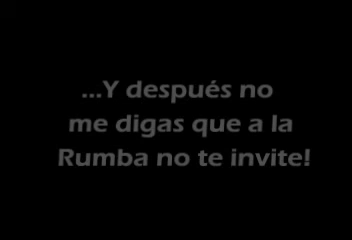 ...Y después no
me digas que a la
Rumba no te invite!